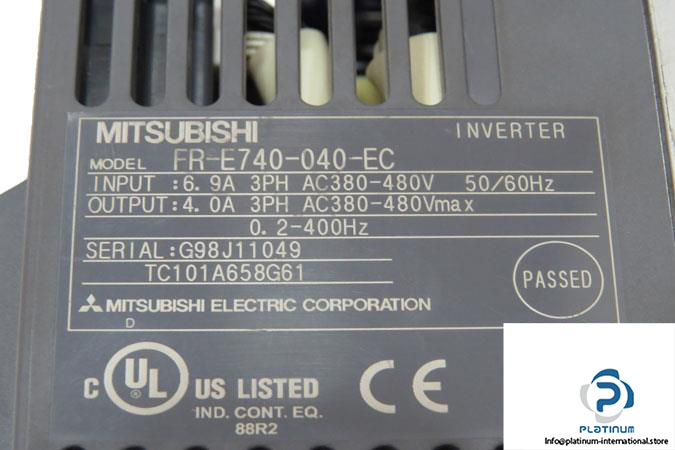 MITSUBISHI INVERTER
MODEL FR-E740-040-EC
INPUT :6.9A 3PH AC380-480V 50/60Hz
OUTPUT:4.0A 3PH AC380-480Vmax
0.2-400Hz
SERIAL:G98J11049
TC101A658G61
PASSED
MITSUBISHI ELECTRIC CORPORATION
D
C UL US LISTED
IND. CONT. EQ.
88R2
CE
PLATINUM
Info@platinum-international.store